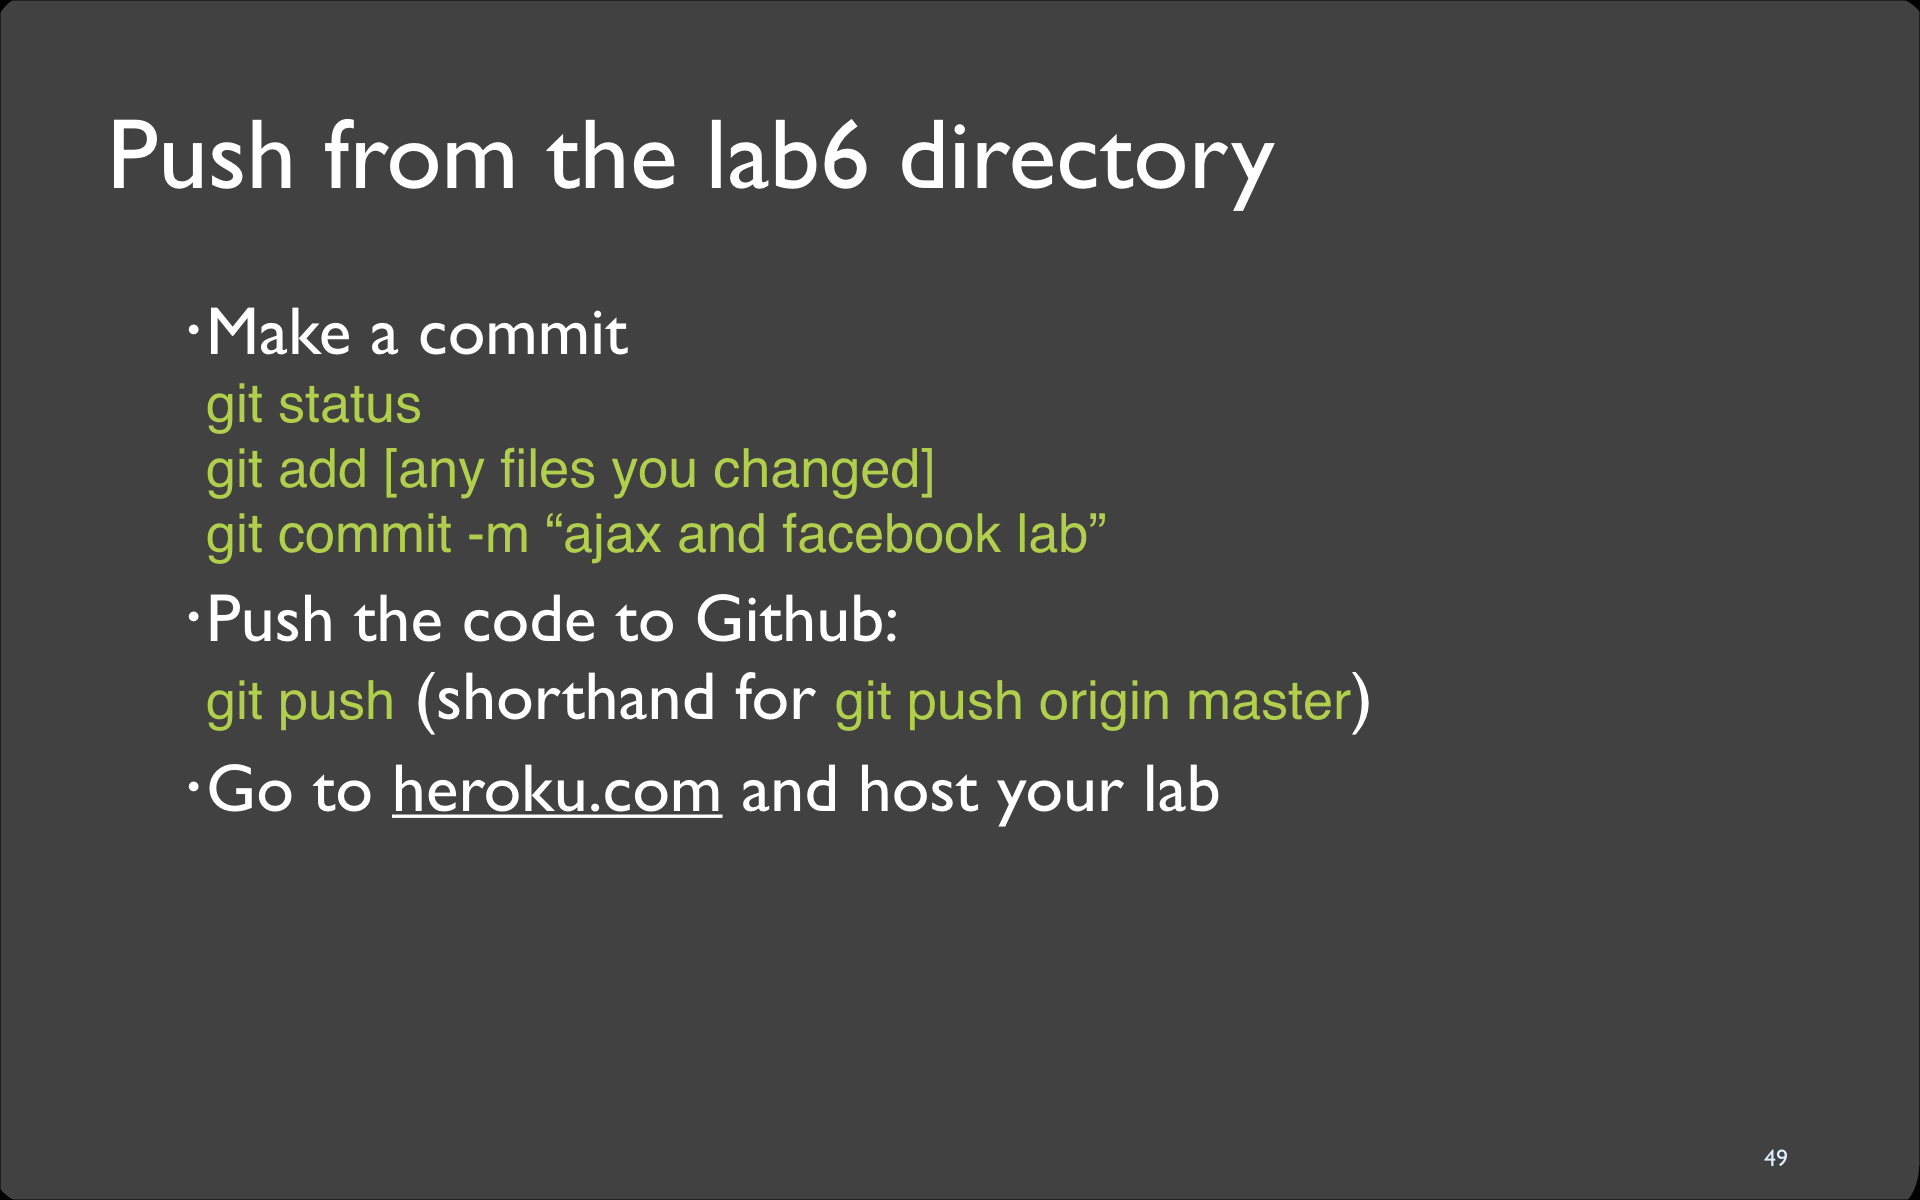 Push from the lab6 directory
•Make a commit
git status
git add [any files you changed]
git commit -m “ajax and facebook lab”
•Push the code to Github:
git push (shorthand for git push origin master)
•Go to heroku.com and host your lab
49